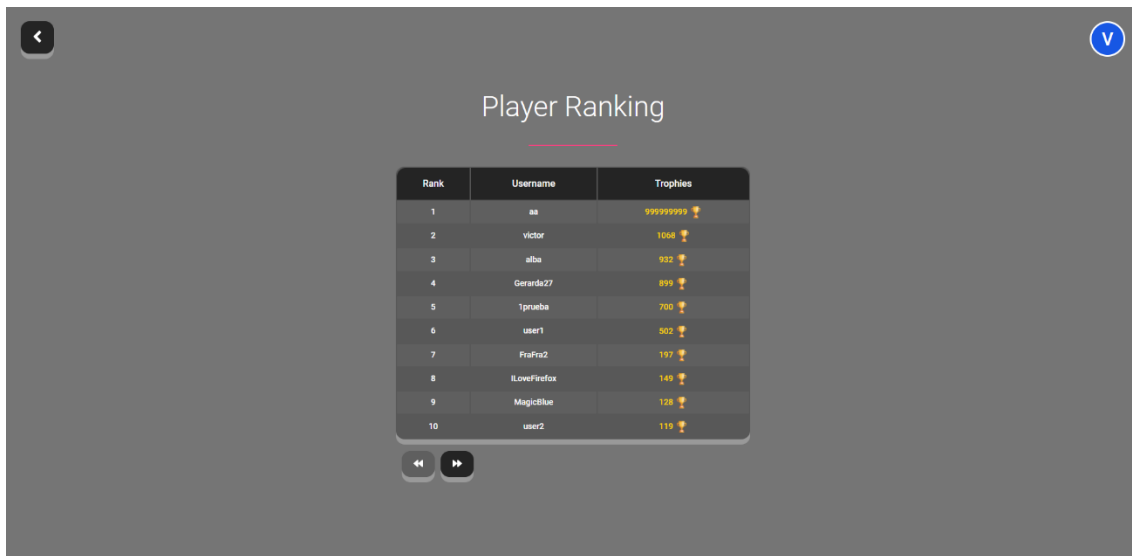 V
Player Ranking
Rank Username Trophies
1 aa 999999999 🏆
2 victor 1068 🏆
3 alba 932 🏆
4 Gerarda27 899 🏆
5 1prueba 700 🏆
6 user1 502 🏆
7 FraFra2 197 🏆
8 ILoveFirefox 149 🏆
9 MagicBlue 128 🏆
10 user2 119 🏆